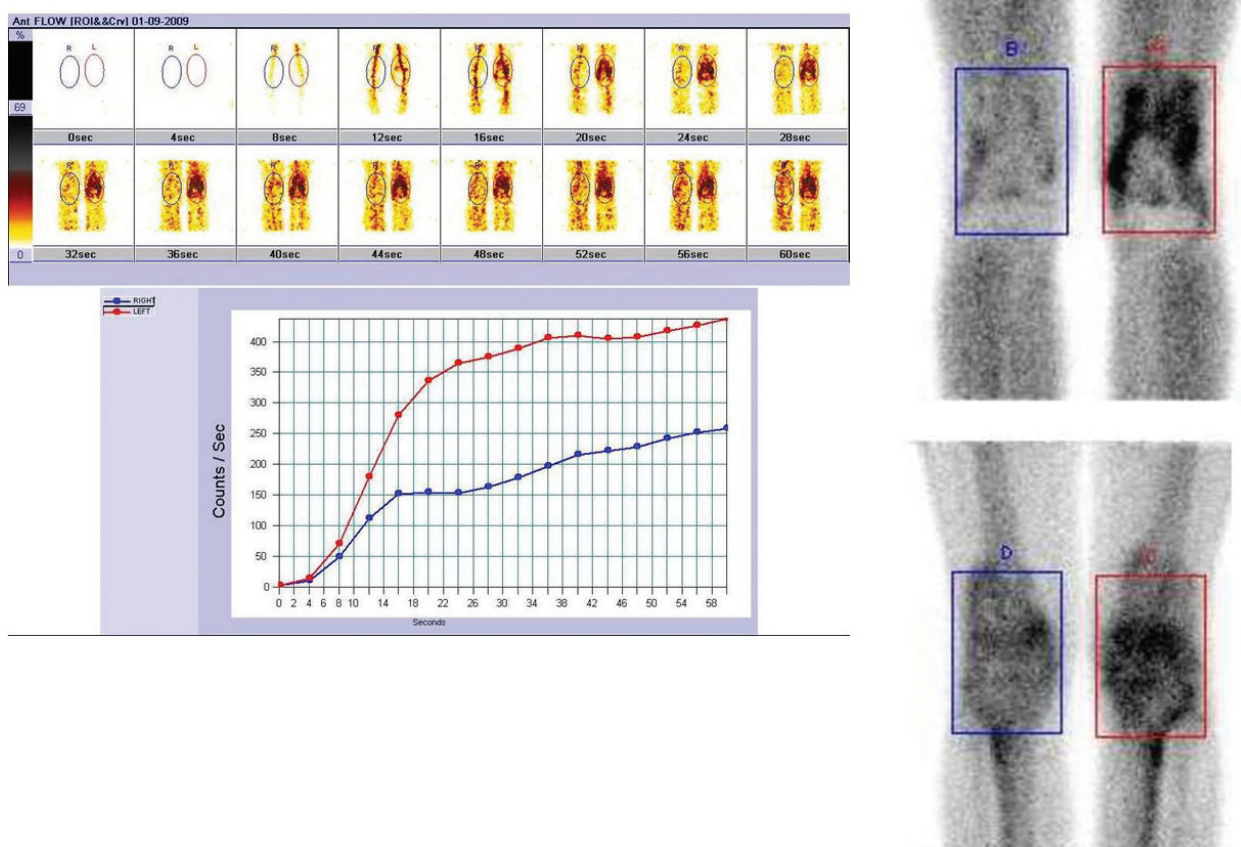 Ant FLOW [ROI&&Crv] 01-09-2009
%
69
0
R L R L R L R L R L R L R L R L
0sec 4sec 8sec 12sec 16sec 20sec 24sec 28sec
R L R L R L R L R L R L R L R L
32sec 36sec 40sec 44sec 48sec 52sec 56sec 60sec
RIGHT
LEFT
400
350
300
250
200
150
100
50
0
Counts / Sec
0 2 4 6 8 10 14 18 22 26 30 34 38 42 46 50 54 58
Seconds
B
D
C